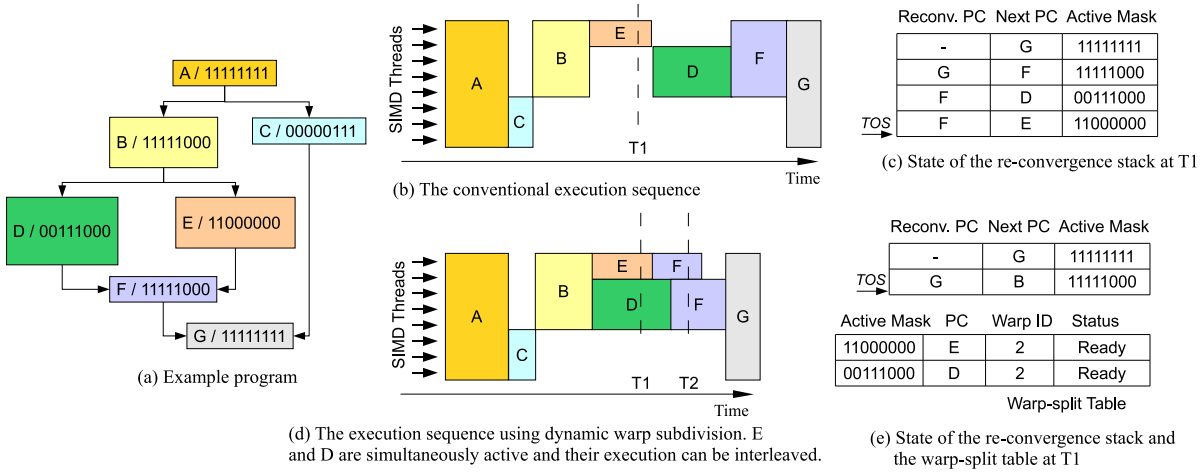 A / 11111111
B / 11111000
C / 00000111
D / 00111000
E / 11000000
F / 11111000
G / 11111111
(a) Example program
SIMD Threads
A
C
B
E
D
F
G
T1
Time
(b) The conventional execution sequence
Reconv. PC Next PC Active Mask
- G 11111111
G F 11111000
F D 00111000
TOS F E 11000000
(c) State of the re-convergence stack at T1
SIMD Threads
A
C
B
E
D
F
F
G
T1 T2
Time
(d) The execution sequence using dynamic warp subdivision. E
and D are simultaneously active and their execution can be interleaved.
Reconv. PC Next PC Active Mask
- G 11111111
TOS G B 11111000
Active Mask PC Warp ID Status
11000000 E 2 Ready
00111000 D 2 Ready
Warp-split Table
(e) State of the re-convergence stack and
the warp-split table at T1